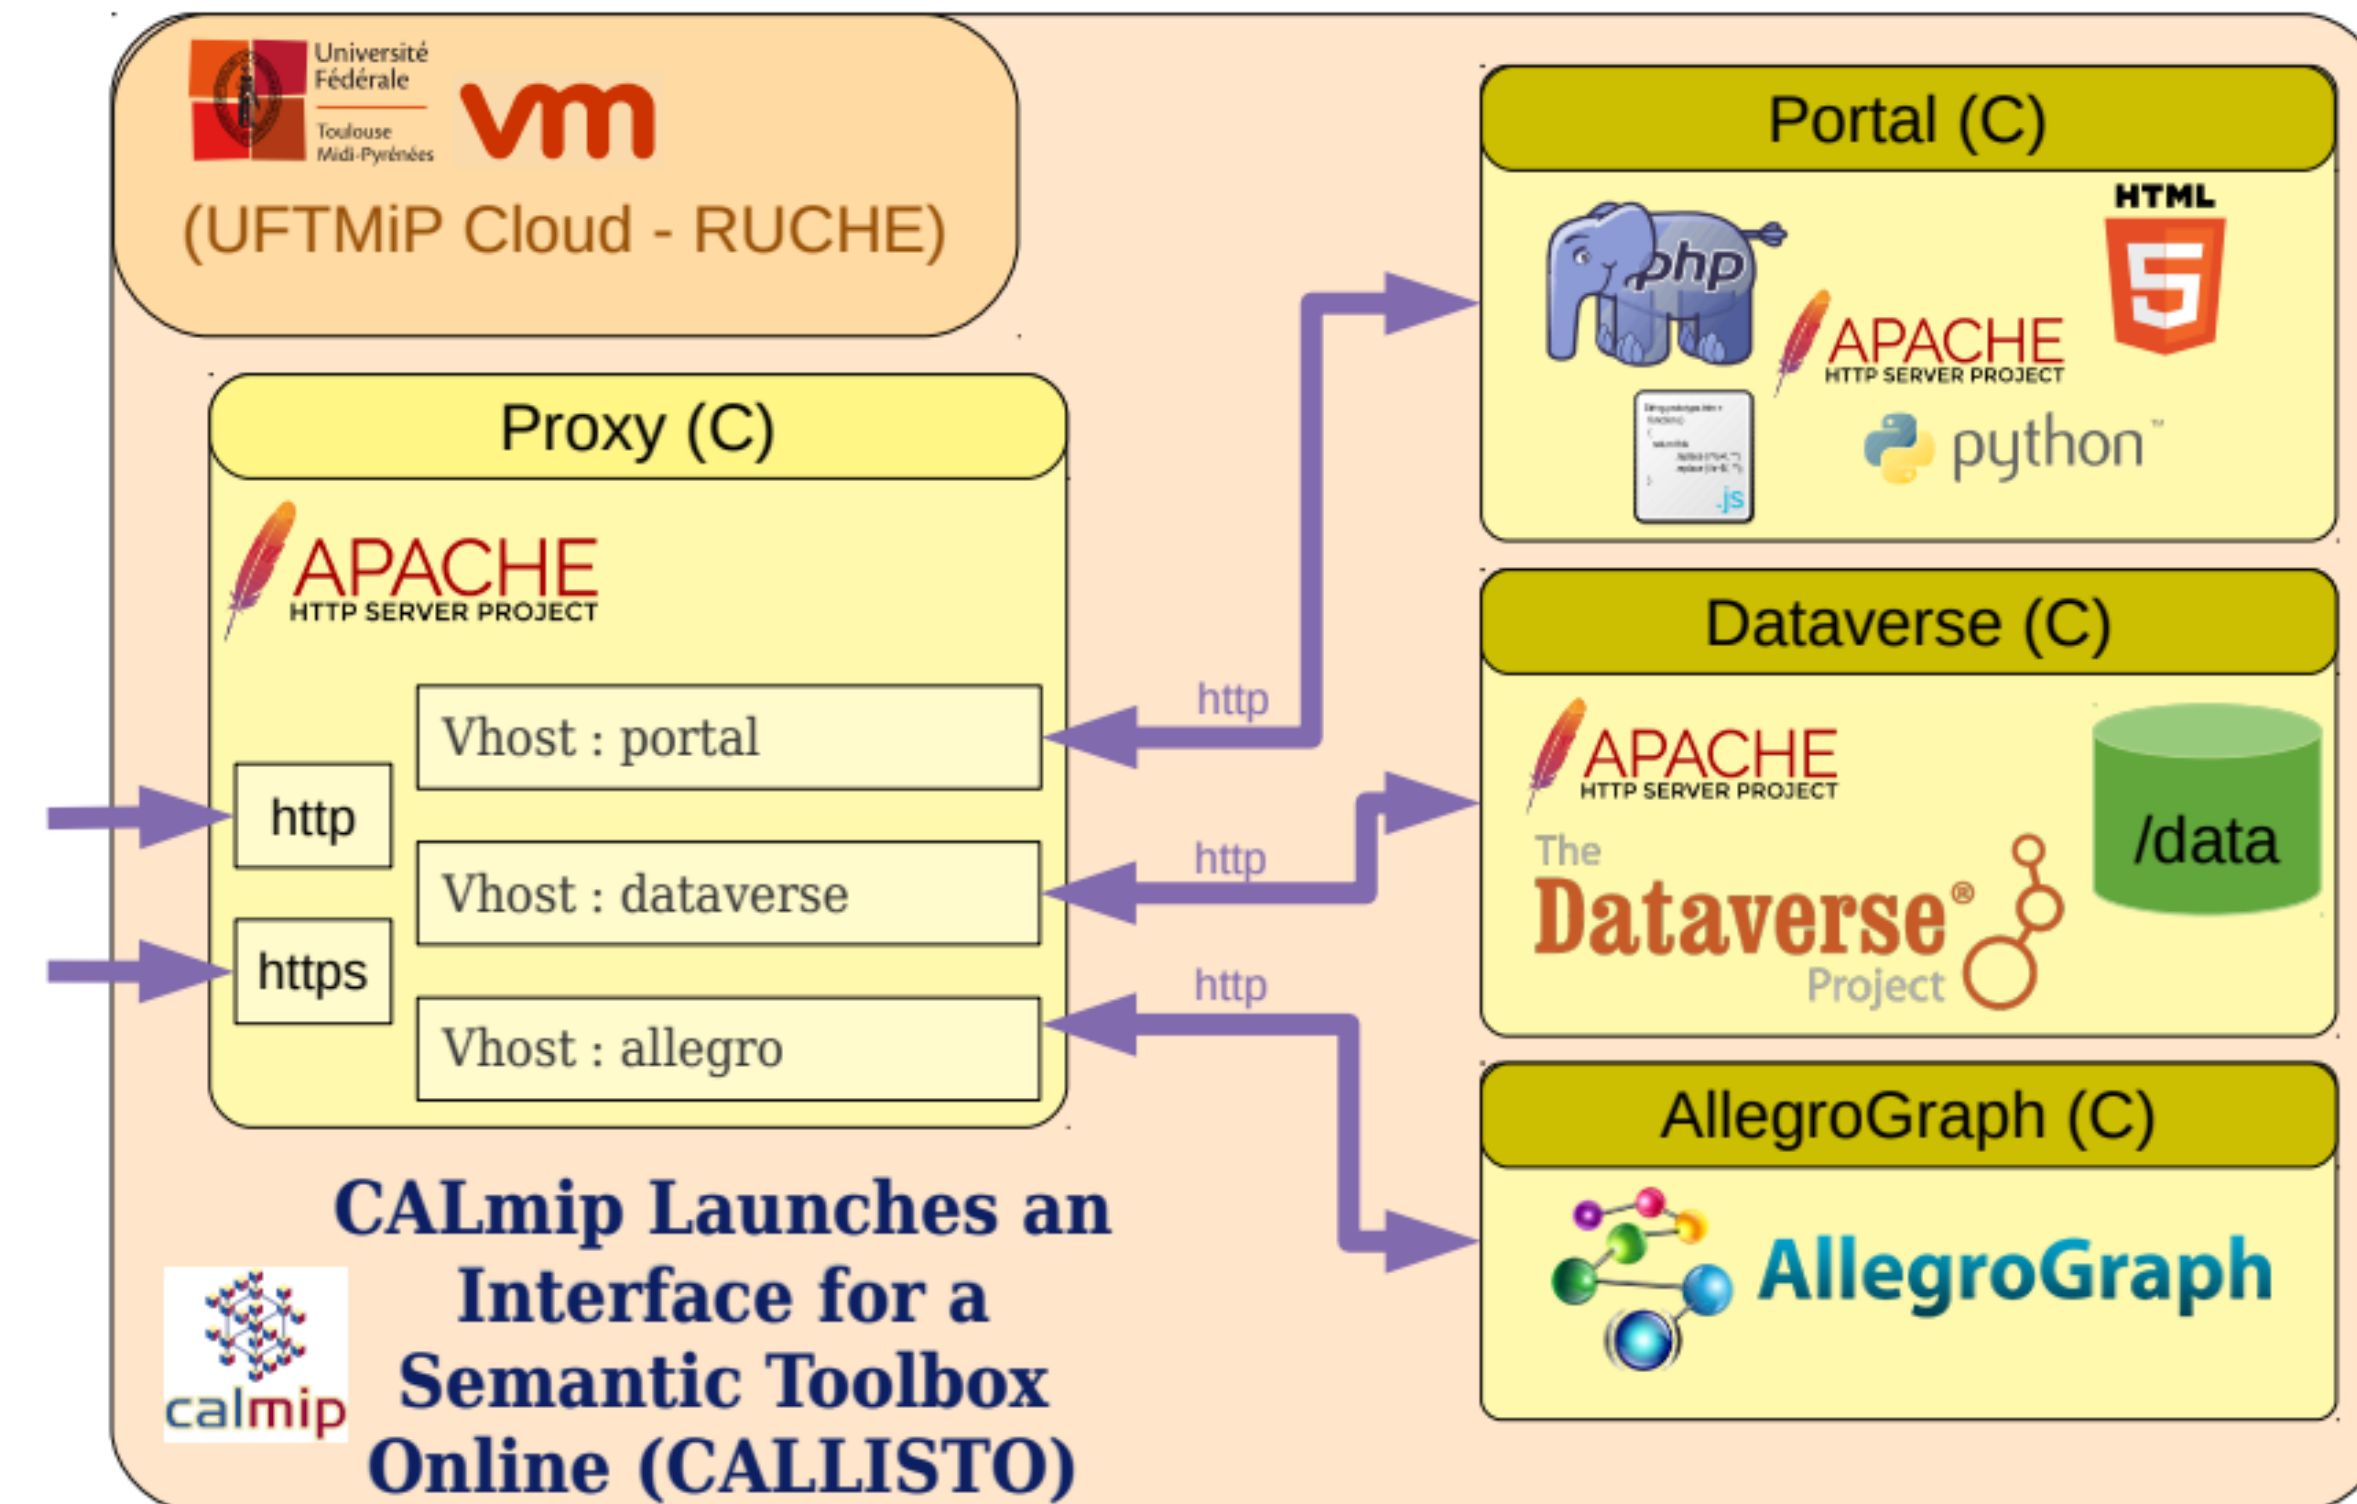 Université
Fédérale
Toulouse
Midi-Pyrénées
vm
(UFTMiP Cloud - RUCHE)
Proxy (C)
APACHE
HTTP SERVER PROJECT
Vhost : portal
http
Vhost : dataverse
https
Vhost : allegro
http
http
http
CALmip Launches an
Interface for a
Semantic Toolbox
Online (CALLISTO)
calmip
Portal (C)
php
HTML
5
APACHE
HTTP SERVER PROJECT
.js
python™
Dataverse (C)
APACHE
HTTP SERVER PROJECT
/data
The
Dataverse®
Project
AllegroGraph (C)
AllegroGraph